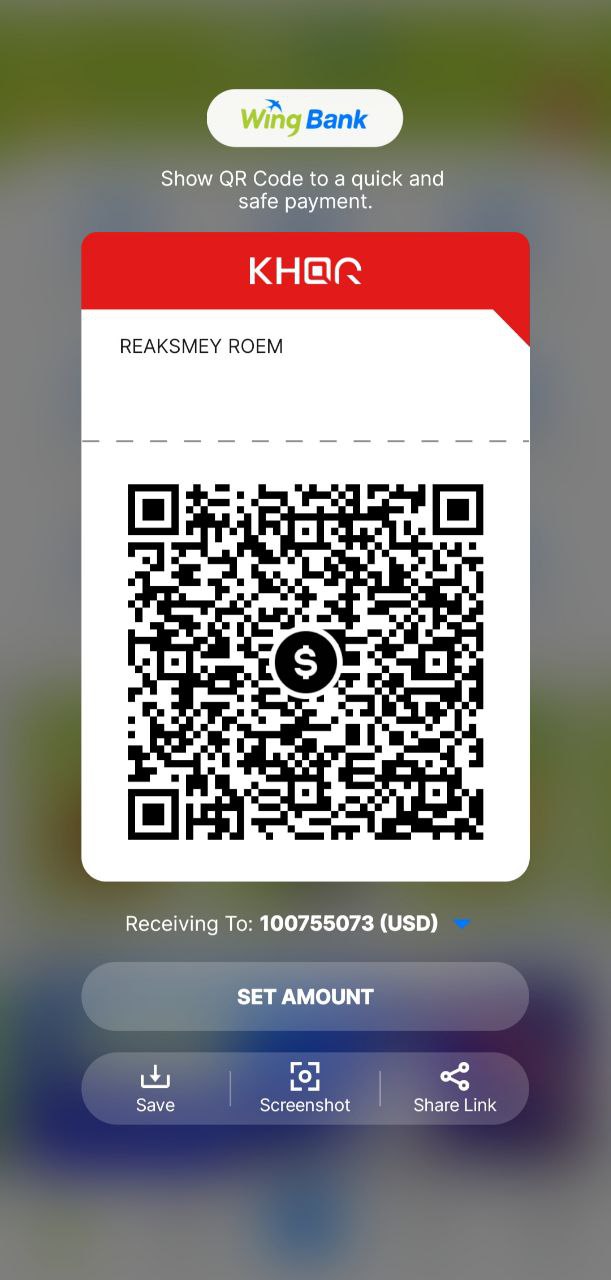 Wing Bank
Show QR Code to a quick and
safe payment.
KHQR
REAKSMEY ROEM
$
Receiving To: 100755073 (USD)
SET AMOUNT
Save
Screenshot
Share Link